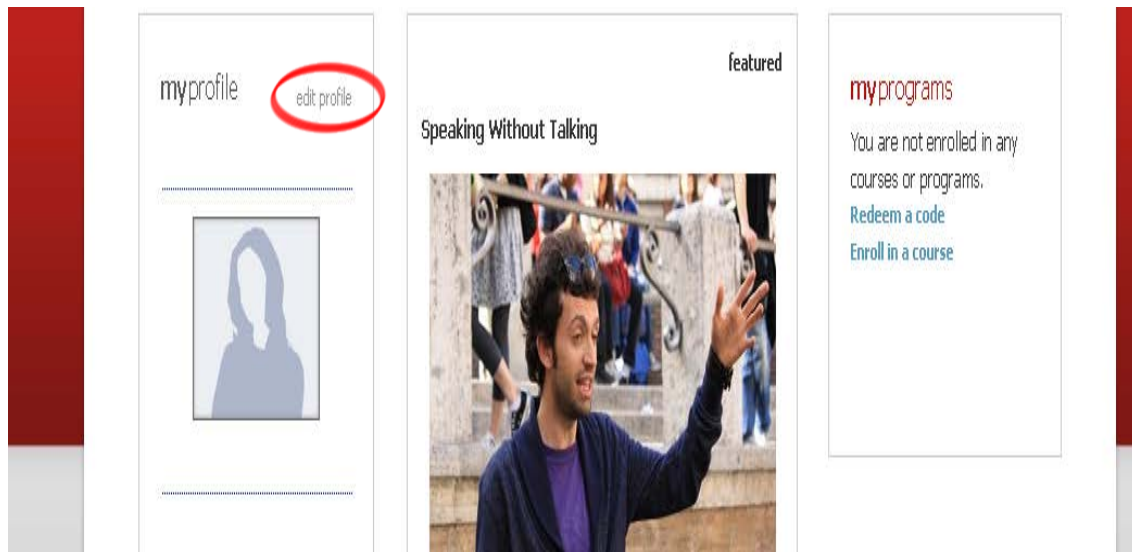 myprofile
edit profile
featured
Speaking Without Talking
myprograms
You are not enrolled in any
courses or programs.
Redeem a code
Enroll in a course